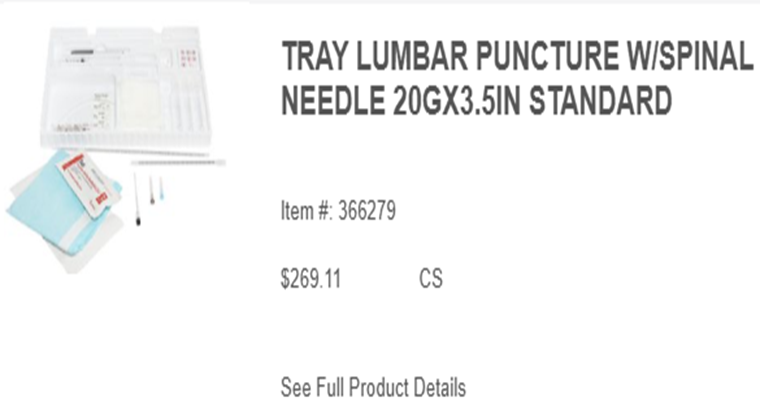 TRAY LUMBAR PUNCTURE W/SPINAL
NEEDLE 20GX3.5IN STANDARD
Item #: 366279
$269.11 CS
See Full Product Details